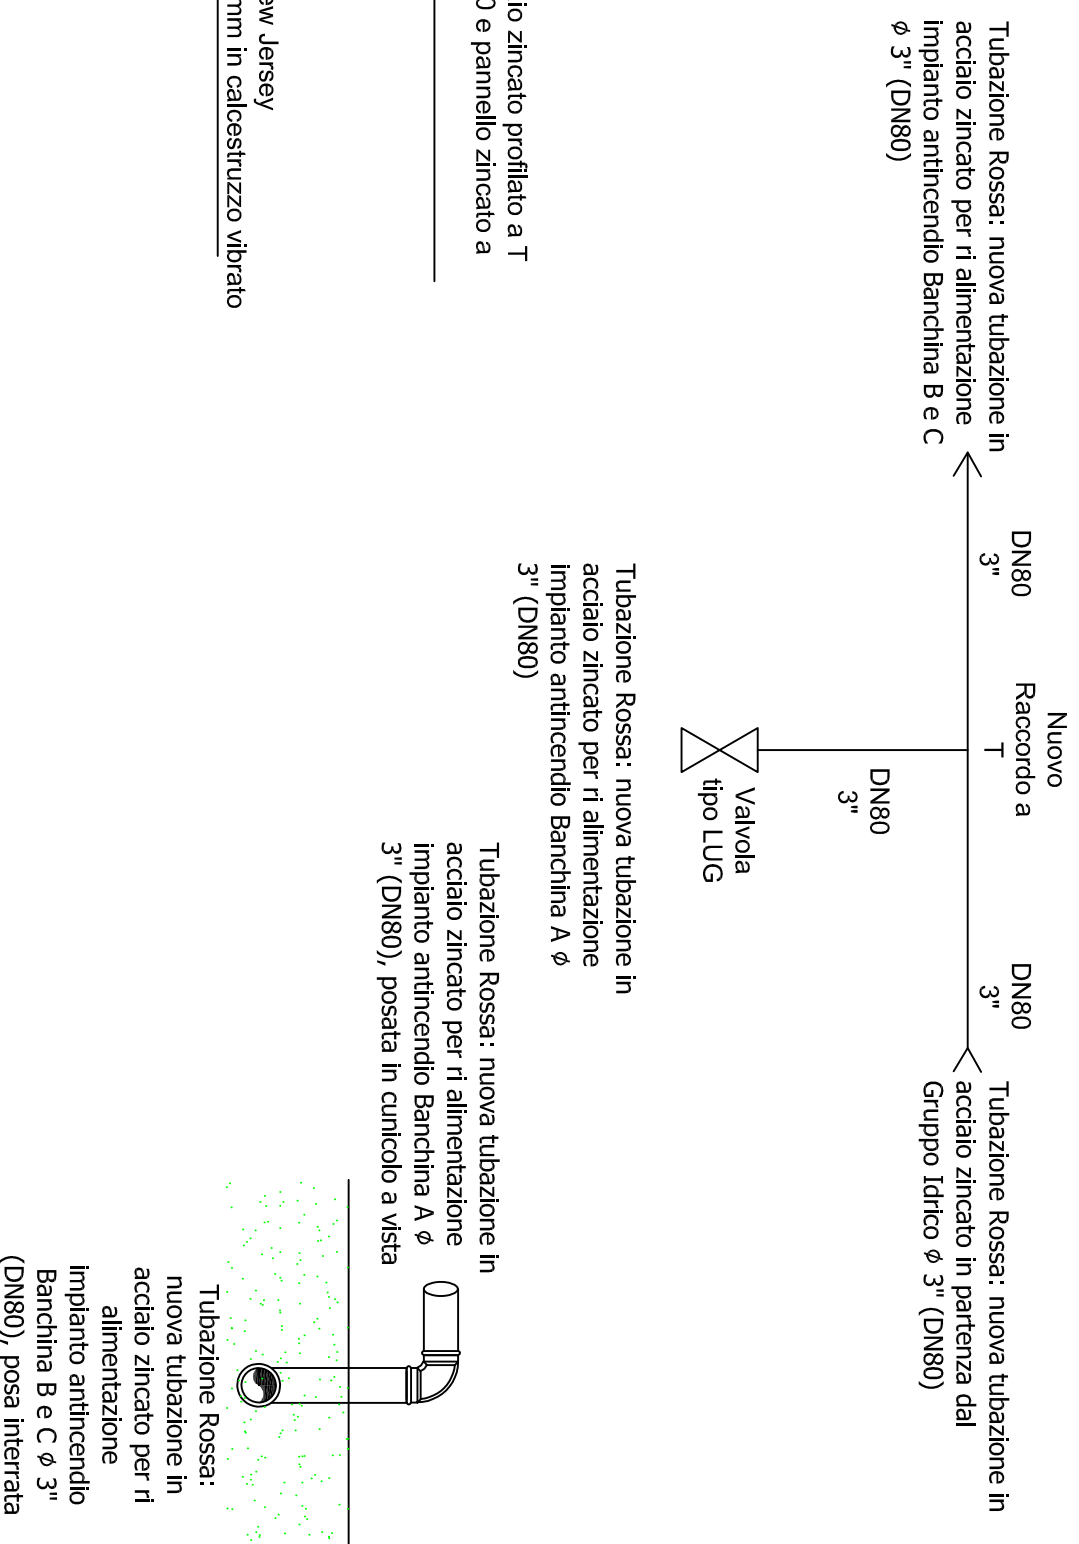 Tubazione Rossa: nuova tubazione in
acciaio zincato per ri alimentazione
impianto antincendio Banchina B e C
φ 3" (DN80)
DN80
3"
Nuovo
Raccordo a
T
DN80
3"
Tubazione Rossa: nuova tubazione in
acciaio zincato in partenza dal
Gruppo Idrico φ 3" (DN80)
DN80
3"
Valvola
tipo LUG
Tubazione Rossa: nuova tubazione in
acciaio zincato per ri alimentazione
impianto antincendio Banchina A φ
3" (DN80)
io zincato profilato a T
0 e pannello zincato a
Tubazione Rossa: nuova tubazione in
acciaio zincato per ri alimentazione
impianto antincendio Banchina A φ
3" (DN80), posata in cunicolo a vista
ew Jersey
mm in calcestruzzo vibrato
Tubazione Rossa:
nuova tubazione in
acciaio zincato per ri
alimentazione
impianto antincendio
Banchina B e C φ 3"
(DN80), posa interrata